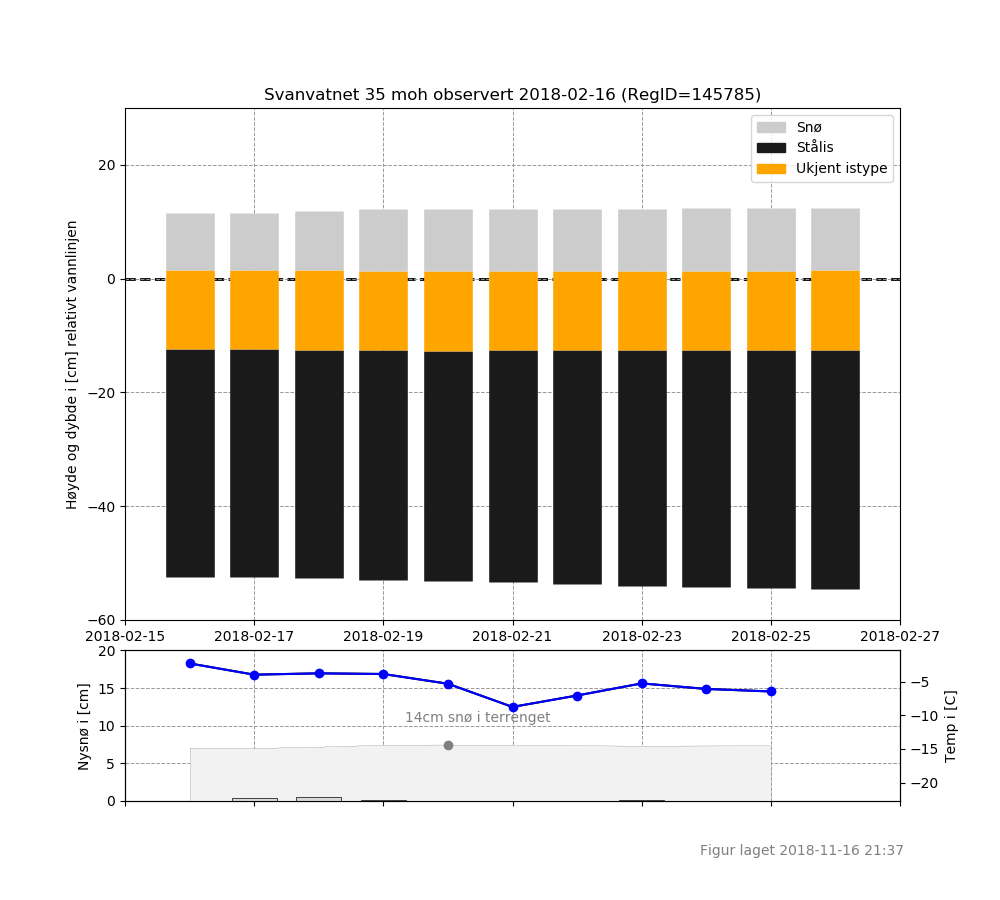 Svanvatnet 35 moh observert 2018-02-16 (RegID=145785)
Snø
Stålis
Ukjent istype
Høyde og dybde i [cm] relativt vannlinjen
20
0
−20
−40
−60
2018-02-15 2018-02-17 2018-02-19 2018-02-21 2018-02-23 2018-02-25 2018-02-27
Nysnø i [cm]
20
15
10
5
0
14cm snø i terrenget
−5
−10
−15
−20
Temp i [C]
Figur laget 2018-11-16 21:37